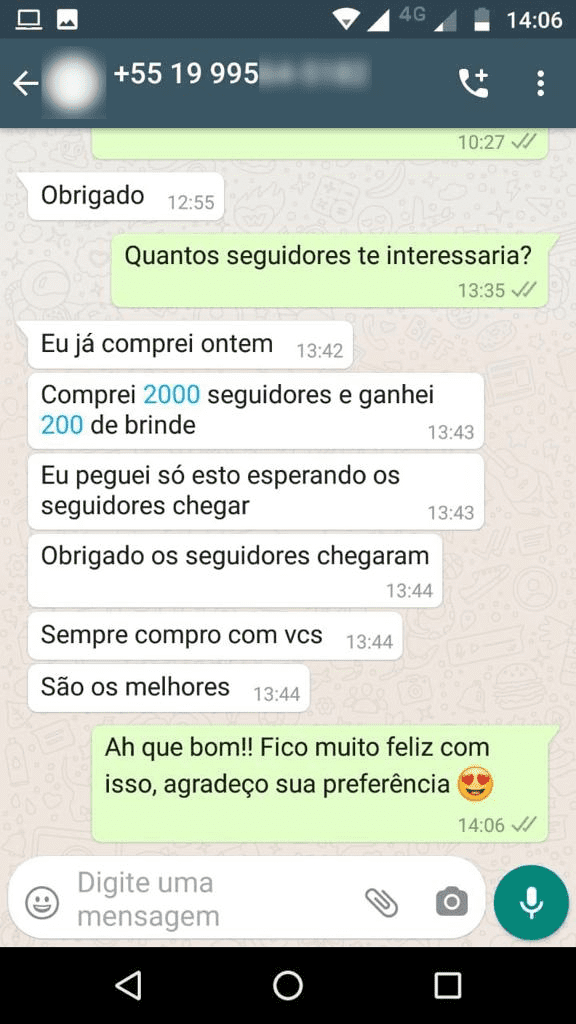 4G 14:06
+55 19 995
10:27
Obrigado 12:55
Quantos seguidores te interessaria?
13:35
Eu já comprei ontem 13:42
Comprei 2000 seguidores e ganhei
200 de brinde
13:43
Eu peguei só esto esperando os
seguidores chegar
13:43
Obrigado os seguidores chegaram
13:44
Sempre compro com vcs 13:44
São os melhores 13:44
Ah que bom!! Fico muito feliz com
isso, agradeço sua preferência 😍
14:06
Digite uma
mensagem